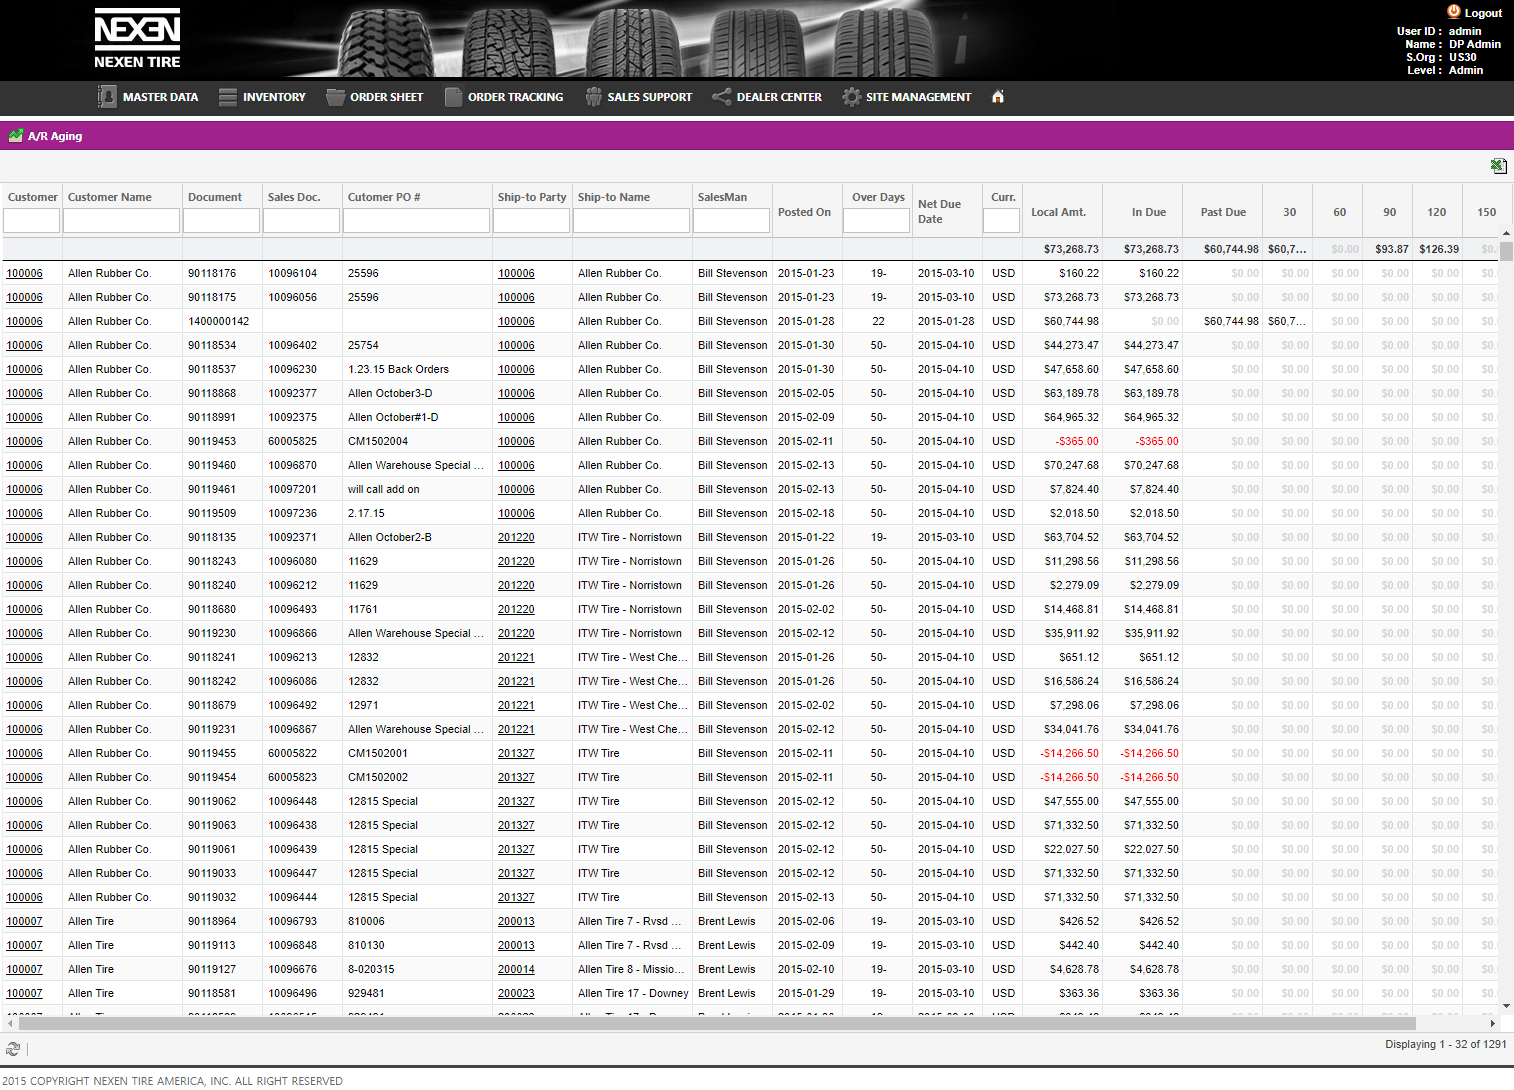 NEXEN
NEXEN TIRE
Logout
User ID : admin
Name : DP Admin
S.Org : US30
Level : Admin
MASTER DATA INVENTORY ORDER SHEET ORDER TRACKING SALES SUPPORT DEALER CENTER SITE MANAGEMENT
A/R Aging
Customer Customer Name Document Sales Doc. Cutomer PO # Ship-to Party Ship-to Name SalesMan Posted On Over Days Net Due Date Curr. Local Amt. In Due Past Due 30 60 90 120 150
$73,268.73 $73,268.73 $60,744.98 $60,7... $0.00 $93.87 $126.39 $0.
100006 Allen Rubber Co. 90118176 10096104 25596 100006 Allen Rubber Co. Bill Stevenson 2015-01-23 19- 2015-03-10 USD $160.22 $160.22 $0.00 $0.00 $0.00 $0.00 $0.00 $0.
100006 Allen Rubber Co. 90118175 10096056 25596 100006 Allen Rubber Co. Bill Stevenson 2015-01-23 19- 2015-03-10 USD $73,268.73 $73,268.73 $0.00 $0.00 $0.00 $0.00 $0.00 $0.
100006 Allen Rubber Co. 1400000142 100006 Allen Rubber Co. Bill Stevenson 2015-01-28 22 2015-01-28 USD $60,744.98 $0.00 $60,744.98 $60,7... $0.00 $0.00 $0.00 $0.
100006 Allen Rubber Co. 90118534 10096402 25754 100006 Allen Rubber Co. Bill Stevenson 2015-01-30 50- 2015-04-10 USD $44,273.47 $44,273.47 $0.00 $0.00 $0.00 $0.00 $0.00 $0.
100006 Allen Rubber Co. 90118537 10096230 1.23.15 Back Orders 100006 Allen Rubber Co. Bill Stevenson 2015-01-30 50- 2015-04-10 USD $47,658.60 $47,658.60 $0.00 $0.00 $0.00 $0.00 $0.00 $0.
100006 Allen Rubber Co. 90118868 10092377 Allen October3-D 100006 Allen Rubber Co. Bill Stevenson 2015-02-05 50- 2015-04-10 USD $63,189.78 $63,189.78 $0.00 $0.00 $0.00 $0.00 $0.00 $0.
100006 Allen Rubber Co. 90118991 10092375 Allen October#1-D 100006 Allen Rubber Co. Bill Stevenson 2015-02-09 50- 2015-04-10 USD $64,965.32 $64,965.32 $0.00 $0.00 $0.00 $0.00 $0.00 $0.
100006 Allen Rubber Co. 90119453 60005825 CM1502004 100006 Allen Rubber Co. Bill Stevenson 2015-02-11 50- 2015-04-10 USD -$365.00 -$365.00 $0.00 $0.00 $0.00 $0.00 $0.00 $0.
100006 Allen Rubber Co. 90119460 10096870 Allen Warehouse Special ... 100006 Allen Rubber Co. Bill Stevenson 2015-02-13 50- 2015-04-10 USD $70,247.68 $70,247.68 $0.00 $0.00 $0.00 $0.00 $0.00 $0.
100006 Allen Rubber Co. 90119461 10097201 will call add on 100006 Allen Rubber Co. Bill Stevenson 2015-02-13 50- 2015-04-10 USD $7,824.40 $7,824.40 $0.00 $0.00 $0.00 $0.00 $0.00 $0.
100006 Allen Rubber Co. 90119509 10097236 2.17.15 100006 Allen Rubber Co. Bill Stevenson 2015-02-18 50- 2015-04-10 USD $2,018.50 $2,018.50 $0.00 $0.00 $0.00 $0.00 $0.00 $0.
100006 Allen Rubber Co. 90118135 10092371 Allen October2-B 201220 ITW Tire - Norristown Bill Stevenson 2015-01-22 19- 2015-03-10 USD $63,704.52 $63,704.52 $0.00 $0.00 $0.00 $0.00 $0.00 $0.
100006 Allen Rubber Co. 90118243 10096080 11629 201220 ITW Tire - Norristown Bill Stevenson 2015-01-26 50- 2015-04-10 USD $11,298.56 $11,298.56 $0.00 $0.00 $0.00 $0.00 $0.00 $0.
100006 Allen Rubber Co. 90118240 10096212 11629 201220 ITW Tire - Norristown Bill Stevenson 2015-01-26 50- 2015-04-10 USD $2,279.09 $2,279.09 $0.00 $0.00 $0.00 $0.00 $0.00 $0.
100006 Allen Rubber Co. 90118680 10096493 11761 201220 ITW Tire - Norristown Bill Stevenson 2015-02-02 50- 2015-04-10 USD $14,468.81 $14,468.81 $0.00 $0.00 $0.00 $0.00 $0.00 $0.
100006 Allen Rubber Co. 90119230 10096866 Allen Warehouse Special ... 201220 ITW Tire - Norristown Bill Stevenson 2015-02-12 50- 2015-04-10 USD $35,911.92 $35,911.92 $0.00 $0.00 $0.00 $0.00 $0.00 $0.
100006 Allen Rubber Co. 90118241 10096213 12832 201221 ITW Tire - West Che... Bill Stevenson 2015-01-26 50- 2015-04-10 USD $651.12 $651.12 $0.00 $0.00 $0.00 $0.00 $0.00 $0.
100006 Allen Rubber Co. 90118242 10096086 12832 201221 ITW Tire - West Che... Bill Stevenson 2015-01-26 50- 2015-04-10 USD $16,586.24 $16,586.24 $0.00 $0.00 $0.00 $0.00 $0.00 $0.
100006 Allen Rubber Co. 90118679 10096492 12971 201221 ITW Tire - West Che... Bill Stevenson 2015-02-02 50- 2015-04-10 USD $7,298.06 $7,298.06 $0.00 $0.00 $0.00 $0.00 $0.00 $0.
100006 Allen Rubber Co. 90119231 10096867 Allen Warehouse Special ... 201221 ITW Tire - West Che... Bill Stevenson 2015-02-12 50- 2015-04-10 USD $34,041.76 $34,041.76 $0.00 $0.00 $0.00 $0.00 $0.00 $0.
100006 Allen Rubber Co. 90119455 60005822 CM1502001 201327 ITW Tire Bill Stevenson 2015-02-11 50- 2015-04-10 USD -$14,266.50 -$14,266.50 $0.00 $0.00 $0.00 $0.00 $0.00 $0.
100006 Allen Rubber Co. 90119454 60005823 CM1502002 201327 ITW Tire Bill Stevenson 2015-02-11 50- 2015-04-10 USD -$14,266.50 -$14,266.50 $0.00 $0.00 $0.00 $0.00 $0.00 $0.
100006 Allen Rubber Co. 90119062 10096448 12815 Special 201327 ITW Tire Bill Stevenson 2015-02-12 50- 2015-04-10 USD $47,555.00 $47,555.00 $0.00 $0.00 $0.00 $0.00 $0.00 $0.
100006 Allen Rubber Co. 90119063 10096438 12815 Special 201327 ITW Tire Bill Stevenson 2015-02-12 50- 2015-04-10 USD $71,332.50 $71,332.50 $0.00 $0.00 $0.00 $0.00 $0.00 $0.
100006 Allen Rubber Co. 90119061 10096439 12815 Special 201327 ITW Tire Bill Stevenson 2015-02-12 50- 2015-04-10 USD $22,027.50 $22,027.50 $0.00 $0.00 $0.00 $0.00 $0.00 $0.
100006 Allen Rubber Co. 90119033 10096447 12815 Special 201327 ITW Tire Bill Stevenson 2015-02-12 50- 2015-04-10 USD $71,332.50 $71,332.50 $0.00 $0.00 $0.00 $0.00 $0.00 $0.
100006 Allen Rubber Co. 90119032 10096444 12815 Special 201327 ITW Tire Bill Stevenson 2015-02-13 50- 2015-04-10 USD $71,332.50 $71,332.50 $0.00 $0.00 $0.00 $0.00 $0.00 $0.
100007 Allen Tire 90118964 10096793 810006 200013 Allen Tire 7 - Rvsd ... Brent Lewis 2015-02-06 19- 2015-03-10 USD $426.52 $426.52 $0.00 $0.00 $0.00 $0.00 $0.00 $0.
100007 Allen Tire 90119113 10096848 810130 200013 Allen Tire 7 - Rvsd ... Brent Lewis 2015-02-09 19- 2015-03-10 USD $442.40 $442.40 $0.00 $0.00 $0.00 $0.00 $0.00 $0.
100007 Allen Tire 90119127 10096676 8-020315 200014 Allen Tire 8 - Missio... Brent Lewis 2015-02-10 19- 2015-03-10 USD $4,628.78 $4,628.78 $0.00 $0.00 $0.00 $0.00 $0.00 $0.
100007 Allen Tire 90118581 10096496 929481 200023 Allen Tire 17 - Downey Brent Lewis 2015-01-29 19- 2015-03-10 USD $363.36 $363.36 $0.00 $0.00 $0.00 $0.00 $0.00 $0.
Displaying 1 - 32 of 1291
2015 COPYRIGHT NEXEN TIRE AMERICA, INC. ALL RIGHT RESERVED